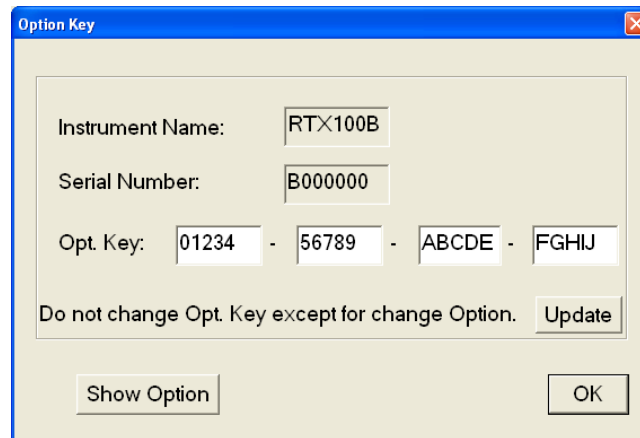 Option Key
Instrument Name: RTX100B
Serial Number: B000000
Opt. Key: 01234 - 56789 - ABCDE - FGHIJ
Do not change Opt. Key except for change Option. Update
Show Option OK